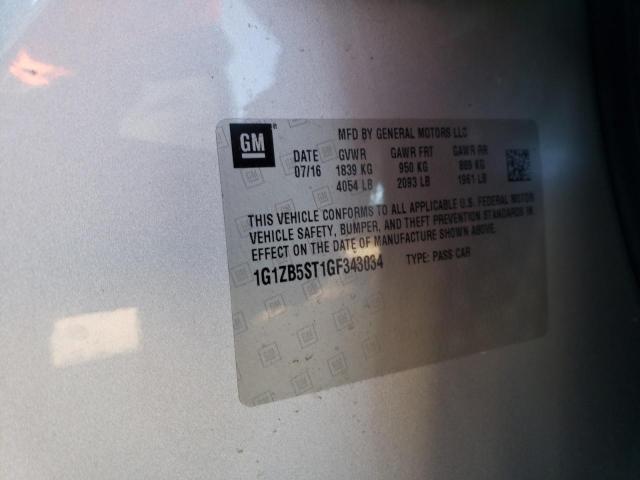 GM
MFD BY GENERAL MOTORS LLC
DATE GVWR GAWR FRT GAWR RR
07/16 1839 KG 950 KG 889 KG
4054 LB 2093 LB 1961 LB
THIS VEHICLE CONFORMS TO ALL APPLICABLE U.S. FEDERAL MOTOR
VEHICLE SAFETY, BUMPER, AND THEFT PREVENTION STANDARDS IN
EFFECT ON THE DATE OF MANUFACTURE SHOWN ABOVE.
1G1ZB5ST1GF343034 TYPE: PASS CAR